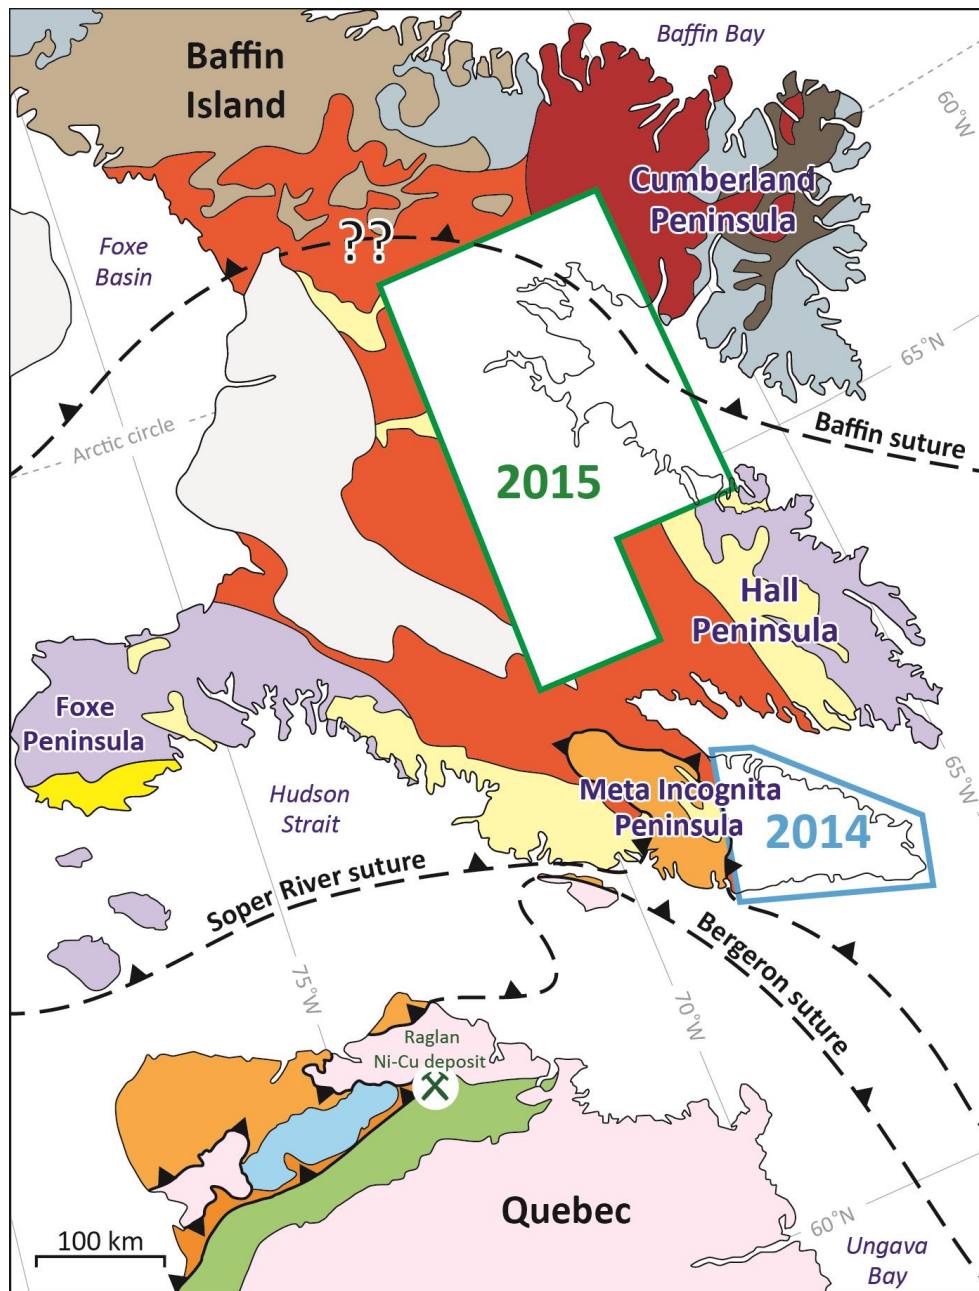 Baffin Bay
Baffin
Island
60°W
Cumberland
Peninsula
??
Foxe
Basin
65°N
Arctic circle
Baffin suture
2015
Hall
Peninsula
Foxe
Peninsula
65°W
Meta Incognita
Peninsula
2014
Hudson
Strait
Soper River suture
Bergeron suture
75°W
70°W
Raglan
Ni-Cu deposit
Quebec
60°N
100 km
Ungava
Bay